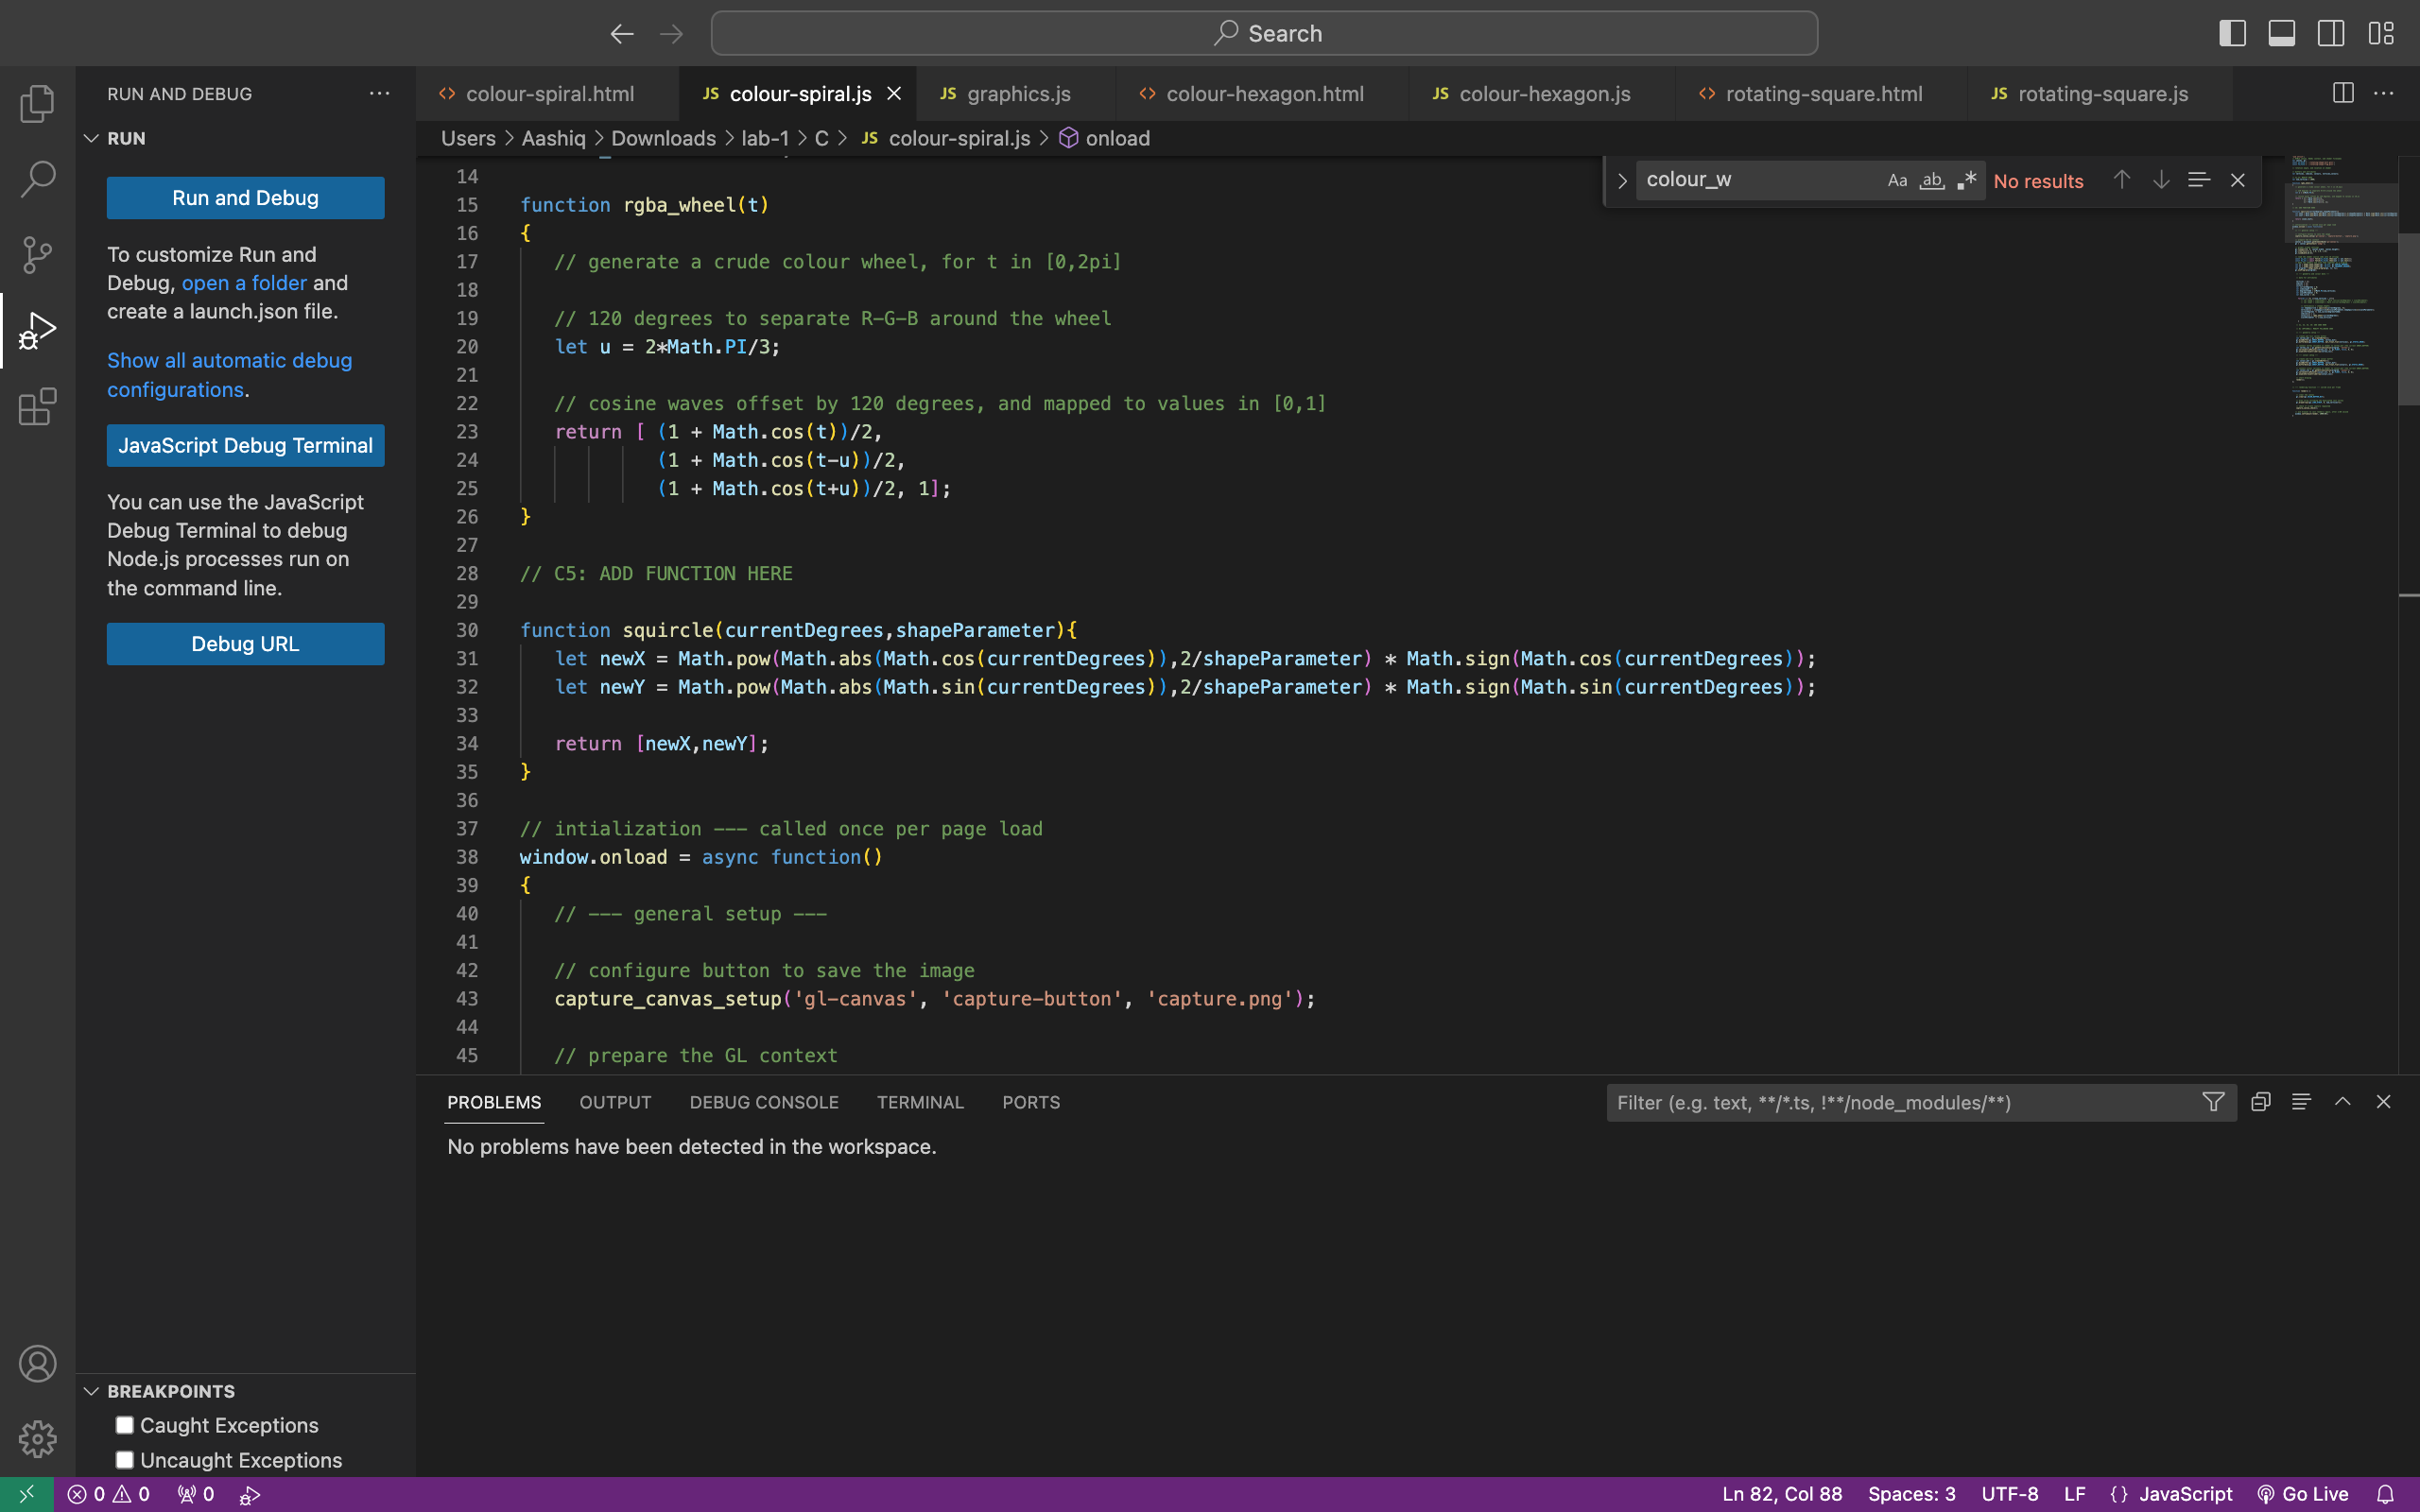 Search
RUN AND DEBUG
RUN
Run and Debug
To customize Run and
Debug, open a folder and
create a launch.json file.
Show all automatic debug
configurations.
JavaScript Debug Terminal
You can use the JavaScript
Debug Terminal to debug
Node.js processes run on
the command line.
Debug URL
BREAKPOINTS
Caught Exceptions
Uncaught Exceptions
<> colour-spiral.html JS colour-spiral.js JS graphics.js <> colour-hexagon.html JS colour-hexagon.js <> rotating-square.html JS rotating-square.js
Users > Aashiq > Downloads > lab-1 > C > JS colour-spiral.js > onload
colour_w Aa ab .* No results
14
15 function rgba_wheel(t)
16 {
17 // generate a crude colour wheel, for t in [0,2pi]
18
19 // 120 degrees to separate R-G-B around the wheel
20 let u = 2*Math.PI/3;
21
22 // cosine waves offset by 120 degrees, and mapped to values in [0,1]
23 return [ (1 + Math.cos(t))/2,
24 (1 + Math.cos(t-u))/2,
25 (1 + Math.cos(t+u))/2, 1];
26 }
27
28 // C5: ADD FUNCTION HERE
29
30 function squircle(currentDegrees,shapeParameter){
31 let newX = Math.pow(Math.abs(Math.cos(currentDegrees)),2/shapeParameter) * Math.sign(Math.cos(currentDegrees));
32 let newY = Math.pow(Math.abs(Math.sin(currentDegrees)),2/shapeParameter) * Math.sign(Math.sin(currentDegrees));
33
34 return [newX,newY];
35 }
36
37 // intialization --- called once per page load
38 window.onload = async function()
39 {
40 // --- general setup ---
41
42 // configure button to save the image
43 capture_canvas_setup('gl-canvas', 'capture-button', 'capture.png');
44
45 // prepare the GL context
PROBLEMS OUTPUT DEBUG CONSOLE TERMINAL PORTS
Filter (e.g. text, **/*.ts, !**/node_modules/**)
No problems have been detected in the workspace.
0 0 0
Ln 82, Col 88 Spaces: 3 UTF-8 LF {} JavaScript Go Live